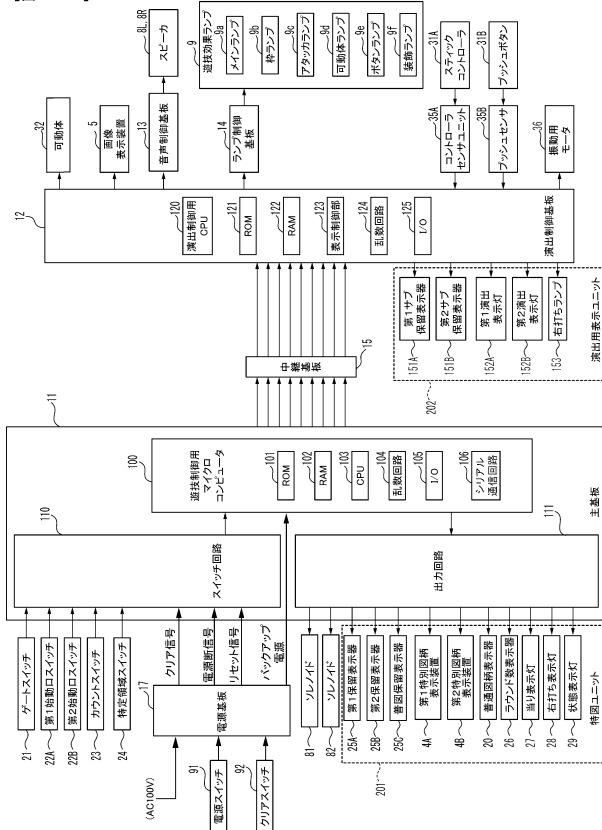 21 ゲートスイッチ
22A 第1始動口スイッチ
22B 第2始動口スイッチ
23 カウントスイッチ
24 特定領域スイッチ
110
スイッチ回路
クリア信号
電源断信号
リセット信号
バックアップ
電源
(AC100V)
17
電源基板
91
電源スイッチ
92
クリアスイッチ
11
主基板
100
遊技制御用
マイクロ
コンピュータ
101
ROM
102
RAM
103
CPU
104
乱数回路
105
I/O
106
シリアル
通信回路
111
出力回路
81 ソレノイド
82 ソレノイド
25A 第1保留表示器
25B 第2保留表示器
25C 普図保留表示器
4A 第1特別図柄
表示装置
4B 第2特別図柄
表示装置
20 普通図柄表示器
26 ラウンド数表示器
27 当り表示灯
28 右打ち表示灯
29 状態表示灯
201
特図ユニット
中継基板
15
12
演出制御基板
120
演出制御用
CPU
121
ROM
122
RAM
123
表示制御部
124
乱数回路
125
I/O
32
可動体
5
画像
表示装置
13
音声制御基板
8L、8R
スピーカ
14
ランプ制御
基板
9
遊技効果ランプ
9a
メインランプ
9b
枠ランプ
9c
アタッカランプ
9d
可動体ランプ
9e
ボタンランプ
9f
装飾ランプ
31A
スティック
コントローラ
31B
プッシュボタン
35A
コントローラ
センサユニット
35B
プッシュセンサ
36
振動用
モータ
151A
第1サブ
保留表示器
151B
第2サブ
保留表示器
152A
第1演出
表示灯
152B
第2演出
表示灯
153
右打ちランプ
202
演出用表示ユニット